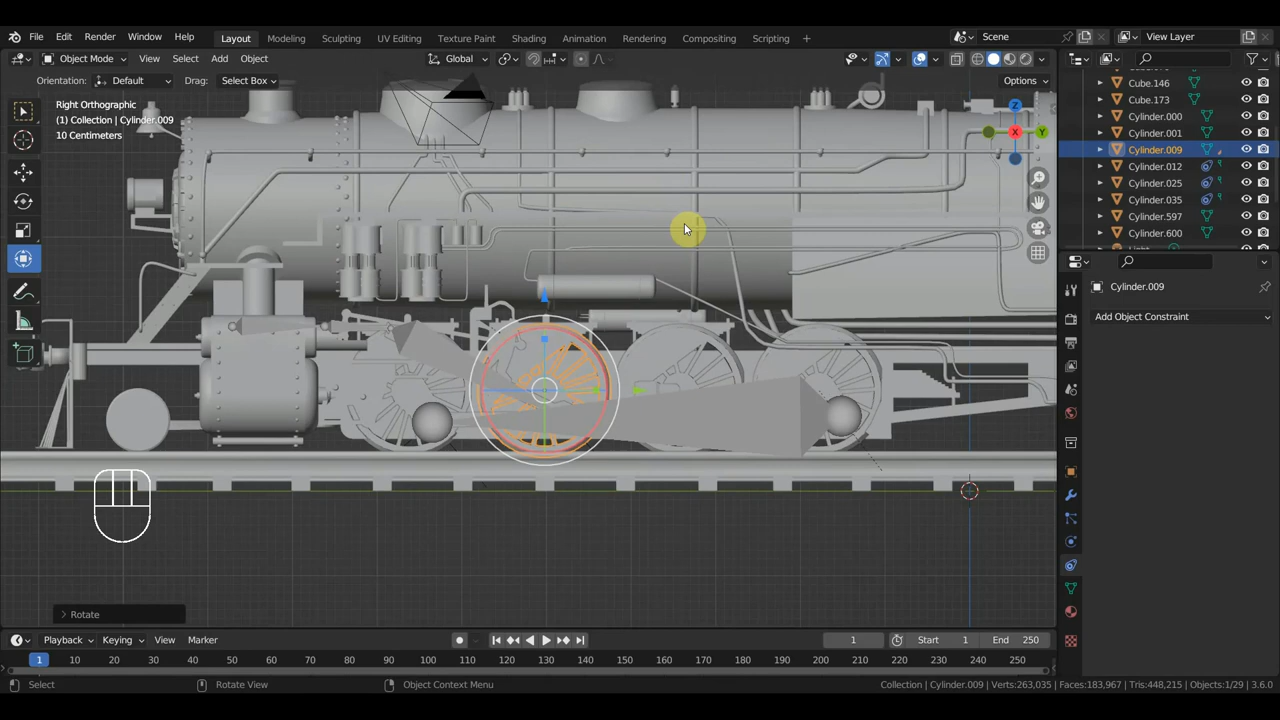 File Edit Render Window Help Layout Modeling Sculpting UV Editing Texture Paint Shading Animation Rendering Compositing Scripting + Scene View Layer
Object Mode View Select Add Object Global Options
Orientation: Default Drag: Select Box
Right Orthographic
(1) Collection | Cylinder.009
10 Centimeters
Z
Y
X
Cube.146
Cube.173
Cylinder.000
Cylinder.001
Cylinder.009
Cylinder.012
Cylinder.025
Cylinder.035
Cylinder.597
Cylinder.600
Cylinder.009
Add Object Constraint
Rotate
Playback Keying View Marker 1 Start 1 End 250
1 10 20 30 40 50 60 70 80 90 100 110 120 130 140 150 160 170 180 190 200 210 220 230 240 250
Select Rotate View Object Context Menu Collection | Cylinder.009 | Verts:263,035 | Faces:183,967 | Tris:448,215 | Objects:1/29 | 3.6.0